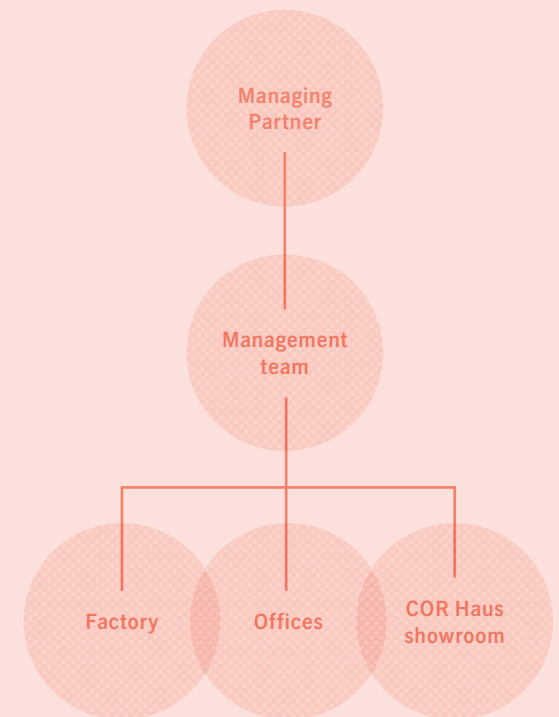 Managing
Partner
Management
team
Factory
Offices
COR Haus
showroom